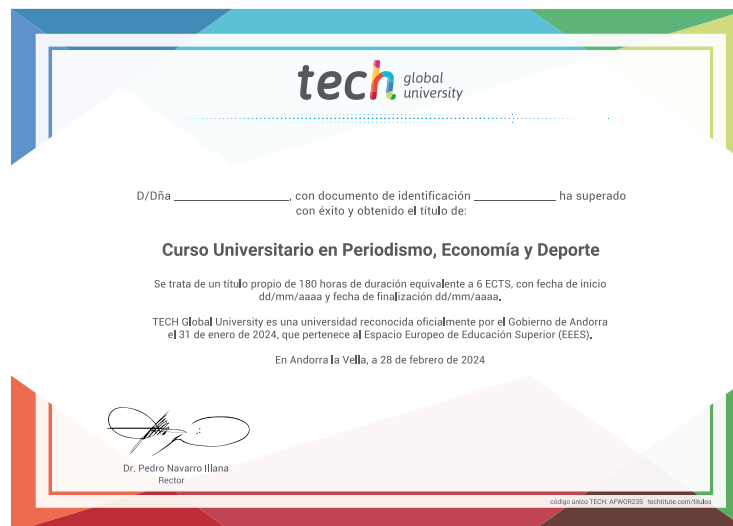 tech global university
D/Dña ______________, con documento de identificación ______________ ha superado
con éxito y obtenido el título de:
Curso Universitario en Periodismo, Economía y Deporte
Se trata de un título propio de 180 horas de duración equivalente a 6 ECTS, con fecha de inicio
dd/mm/aaaa y fecha de finalización dd/mm/aaaa.
TECH Global University es una universidad reconocida oficialmente por el Gobierno de Andorra
el 31 de enero de 2024, que pertenece al Espacio Europeo de Educación Superior (EEES).
En Andorra la Vella, a 28 de febrero de 2024
Dr. Pedro Navarro Illana
Rector
código único TECH: AFWOR23S techtitute.com/titulos